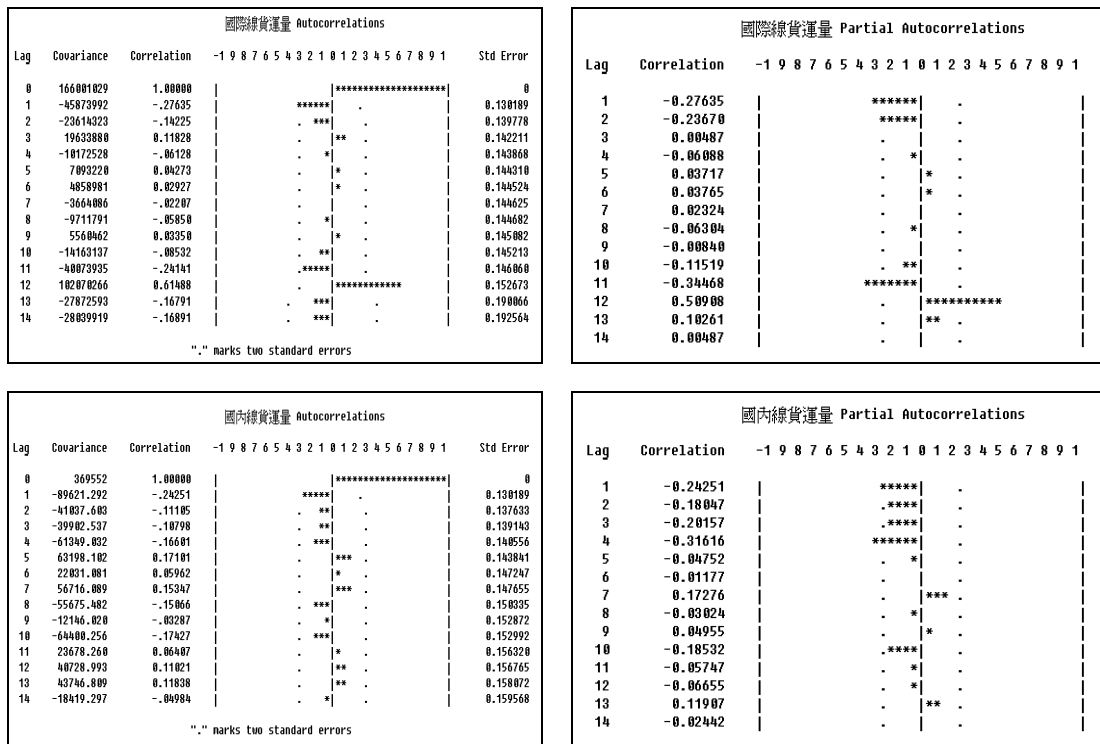 國際線貨運量 Autocorrelations
Lag Covariance Correlation -1 9 8 7 6 5 4 3 2 1 0 1 2 3 4 5 6 7 8 9 1 Std Error
0 166001029 1.00000 | |********************| 0
1 -45873992 -.27635 | ******| . | 0.130189
2 -23614323 -.14225 | . ***| . | 0.139778
3 19633880 0.11828 | . |** . | 0.142211
4 -10172528 -.06128 | . *| . | 0.143868
5 7093220 0.04273 | . |* . | 0.144310
6 4858981 0.02927 | . |* . | 0.144524
7 -3664086 -.02207 | . | . | 0.144625
8 -9711791 -.05850 | . *| . | 0.144682
9 5560462 0.03350 | . |* . | 0.145082
10 -14163137 -.08532 | . **| . | 0.145213
11 -40073935 -.24141 | .*****| . | 0.146060
12 102070266 0.61488 | . |************ | 0.152673
13 -27872593 -.16791 | . ***| . | 0.190066
14 -28039919 -.16891 | . ***| . | 0.192564
"." marks two standard errors
國際線貨運量 Partial Autocorrelations
Lag Correlation -1 9 8 7 6 5 4 3 2 1 0 1 2 3 4 5 6 7 8 9 1
1 -0.27635 | ******| . |
2 -0.23670 | *****| . |
3 0.00487 | . | . |
4 -0.06088 | . *| . |
5 0.03717 | . |* . |
6 0.03765 | . |* . |
7 0.02324 | . | . |
8 -0.06304 | . *| . |
9 -0.00840 | . | . |
10 -0.11519 | . **| . |
11 -0.34468 | *******| . |
12 0.50908 | . |********** |
13 0.10261 | . |** . |
14 0.00487 | . | . |
國內線貨運量 Autocorrelations
Lag Covariance Correlation -1 9 8 7 6 5 4 3 2 1 0 1 2 3 4 5 6 7 8 9 1 Std Error
0 369552 1.00000 | |********************| 0
1 -89621.292 -.24251 | *****| . | 0.130189
2 -41037.603 -.11105 | . **| . | 0.137633
3 -39902.537 -.10798 | . **| . | 0.139143
4 -61349.032 -.16601 | . ***| . | 0.140556
5 63198.102 0.17101 | . |*** . | 0.143841
6 22031.081 0.05962 | . |* . | 0.147247
7 56716.089 0.15347 | . |*** . | 0.147655
8 -55675.482 -.15066 | . ***| . | 0.150335
9 -12146.020 -.03287 | . *| . | 0.152872
10 -64400.256 -.17427 | . ***| . | 0.152992
11 23678.260 0.06407 | . |* . | 0.156320
12 40728.993 0.11021 | . |** . | 0.156765
13 43746.809 0.11838 | . |** . | 0.158072
14 -18419.297 -.04984 | . *| . | 0.159568
"." marks two standard errors
國內線貨運量 Partial Autocorrelations
Lag Correlation -1 9 8 7 6 5 4 3 2 1 0 1 2 3 4 5 6 7 8 9 1
1 -0.24251 | *****| . |
2 -0.18047 | .****| . |
3 -0.20157 | .****| . |
4 -0.31616 | ******| . |
5 -0.04752 | . *| . |
6 -0.01177 | . | . |
7 0.17276 | . |***. |
8 -0.03024 | . *| . |
9 0.04955 | . |* . |
10 -0.18532 | .****| . |
11 -0.05747 | . *| . |
12 -0.06655 | . *| . |
13 0.11907 | . |** . |
14 -0.02442 | . | . |